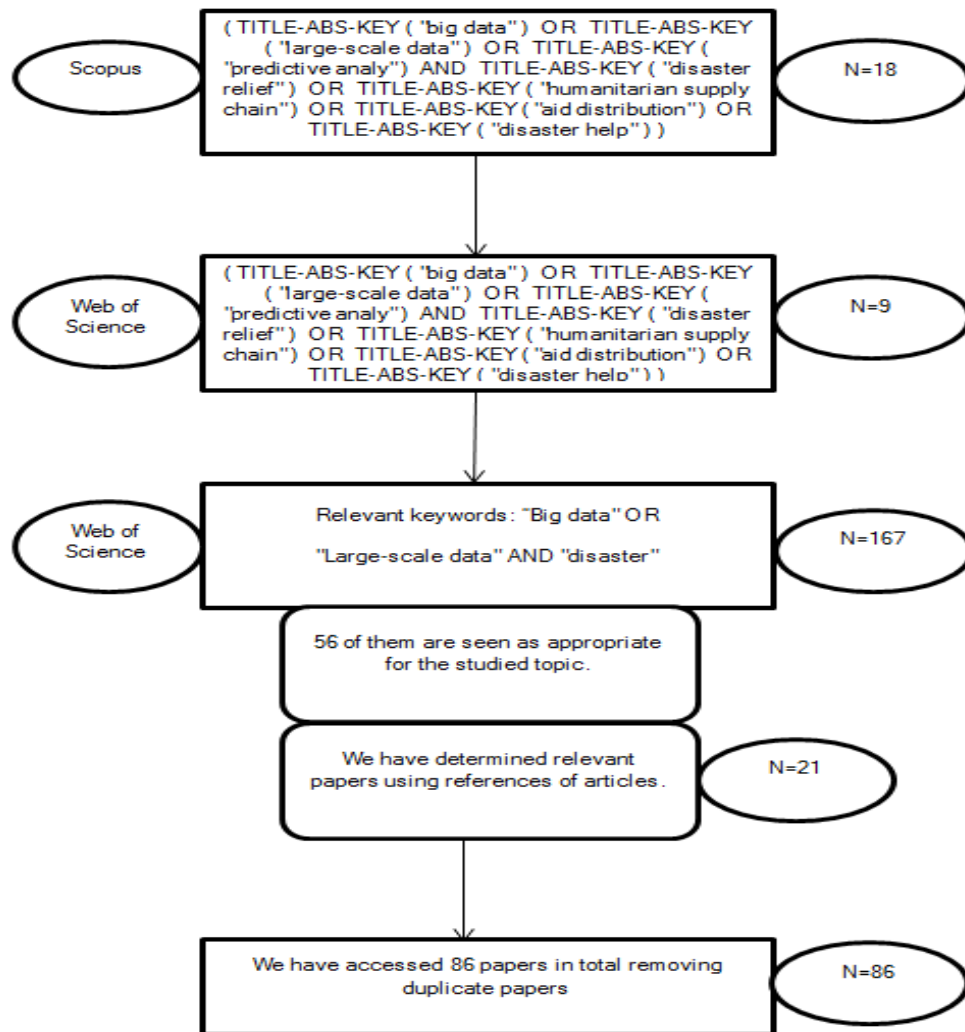 Scopus
( TITLE-ABS-KEY ( "big data") OR TITLE-ABS-KEY
( "large-scale data") OR TITLE-ABS-KEY (
"predictive analy") AND TITLE-ABS-KEY ( "disaster
relief") OR TITLE-ABS-KEY ( "humanitarian supply
chain") OR TITLE-ABS-KEY ( "aid distribution") OR
TITLE-ABS-KEY ( "disaster help") )
N=18
Web of
Science
( TITLE-ABS-KEY ( "big data") OR TITLE-ABS-KEY
( "large-scale data") OR TITLE-ABS-KEY (
"predictive analy") AND TITLE-ABS-KEY ( "disaster
relief") OR TITLE-ABS-KEY ( "humanitarian supply
chain") OR TITLE-ABS-KEY ( "aid distribution") OR
TITLE-ABS-KEY ( "disaster help") )
N=9
Web of
Science
Relevant keywords: "Big data" OR
"Large-scale data" AND "disaster"
N=167
56 of them are seen as appropriate
for the studied topic.
We have determined relevant
papers using references of articles.
N=21
We have accessed 86 papers in total removing
duplicate papers
N=86